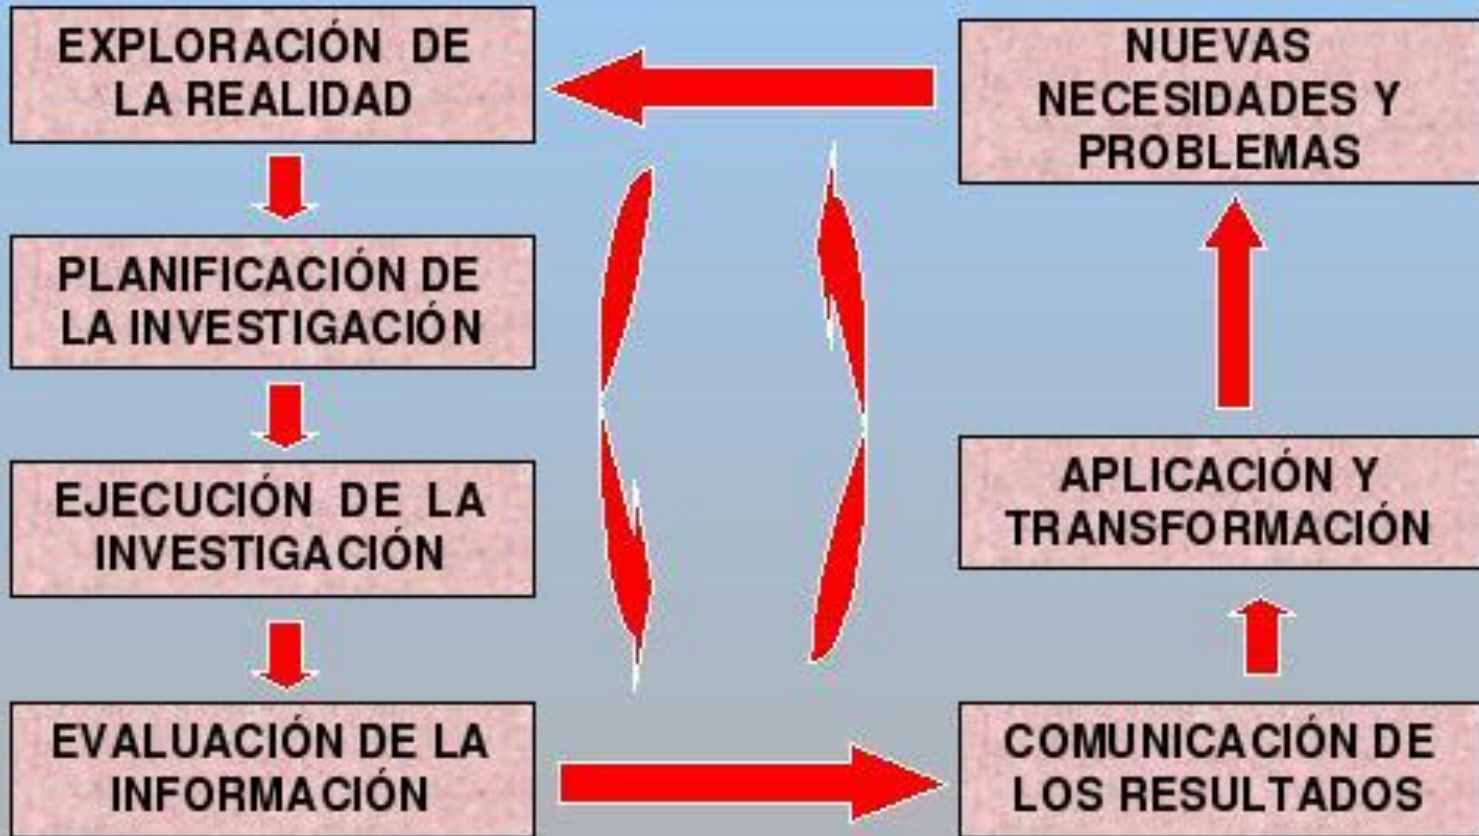 EXPLORACIÓN DE
LA REALIDAD
PLANIFICACIÓN DE
LA INVESTIGACIÓN
EJECUCIÓN DE LA
INVESTIGACIÓN
EVALUACIÓN DE LA
INFORMACIÓN
COMUNICACIÓN DE
LOS RESULTADOS
APLICACIÓN Y
TRANSFORMACIÓN
NUEVAS
NECESIDADES Y
PROBLEMAS